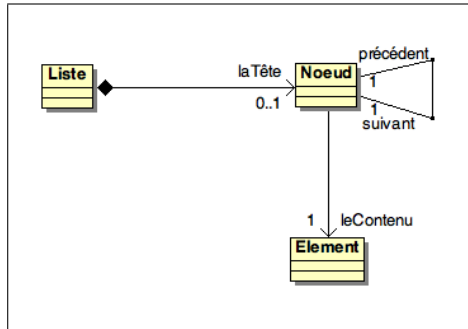 précédent
Liste
laTête
Noeud
1
0..1
1
suivant
1
leContenu
Element